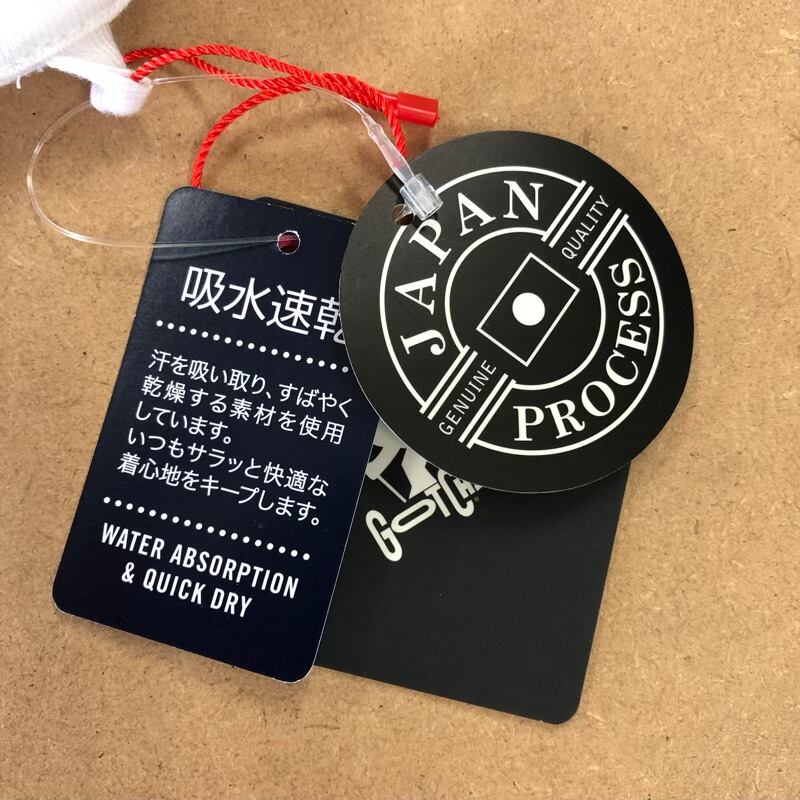 吸水速乾
汗を吸い取り、すばやく
乾燥する素材を使用
しています。
いつもサラッと快適な
着心地をキープします。
WATER ABSORPTION
& QUICK DRY
JAPAN
QUALITY
GENUINE
PROCESS